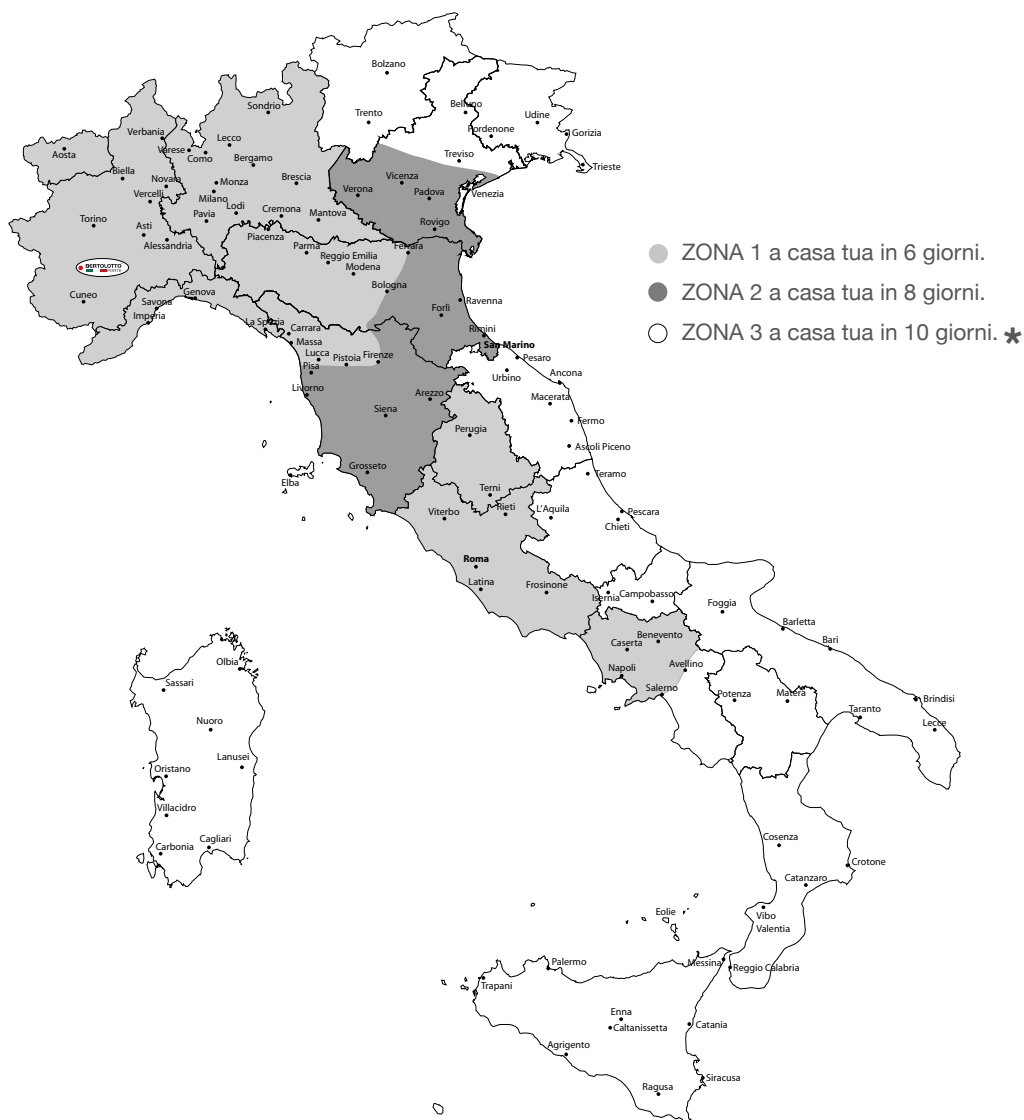 Bolzano
Trento
Belluno
Udine
Pordenone
Gorizia
Treviso
Trieste
Venezia
Sondrio
Verbania
Lecco
Varese
Como
Bergamo
Aosta
Biella
Novara
Monza
Brescia
Vercelli
Milano
Lodi
Pavia
Cremona
Mantova
Verona
Vicenza
Padova
Rovigo
Torino
Asti
Alessandria
Piacenza
Parma
Reggio Emilia
Modena
Ferrara
Bologna
BERTOLOTTO
PORTE
Cuneo
Savona
Genova
Imperia
La Spezia
Carrara
Massa
Lucca
Pistoia
Firenze
Pisa
Livorno
Forlì
Ravenna
Rimini
San Marino
Pesaro
Urbino
Ancona
Macerata
Arezzo
Siena
Fermo
Perugia
Ascoli Piceno
Grosseto
Elba
Teramo
Terni
Viterbo
Rieti
L'Aquila
Pescara
Chieti
Roma
Latina
Frosinone
Isernia
Campobasso
Foggia
Barletta
Bari
Benevento
Caserta
Napoli
Avellino
Salerno
Potenza
Matera
Brindisi
Taranto
Lecce
Olbia
Sassari
Nuoro
Lanusei
Oristano
Villacidro
Carbonia
Cagliari
Cosenza
Crotone
Catanzaro
Vibo
Valentia
Eolie
Messina
Reggio Calabria
Palermo
Trapani
Enna
Caltanissetta
Catania
Agrigento
Siracusa
Ragusa
ZONA 1 a casa tua in 6 giorni.
ZONA 2 a casa tua in 8 giorni.
ZONA 3 a casa tua in 10 giorni. *